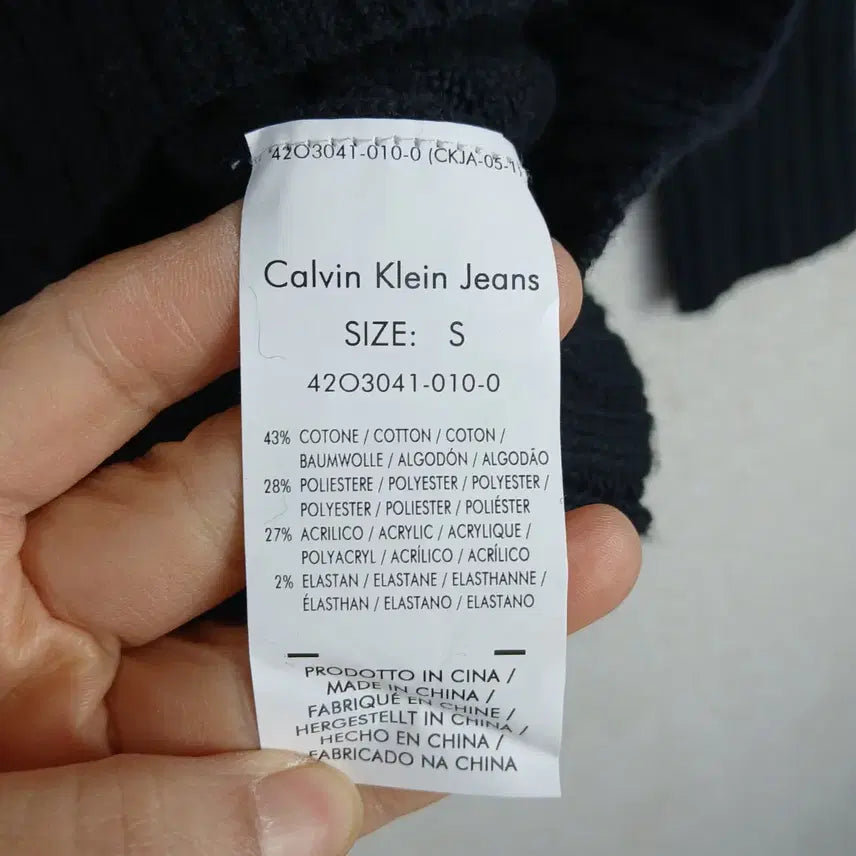 42O3041-010-0 (CKJA-05-1)
Calvin Klein Jeans
SIZE: S
42O3041-010-0
43% COTONE / COTTON / COTON /
BAUMWOLLE / ALGODÓN / ALGODÃO
28% POLIESTERE / POLYESTER / POLYESTER /
POLYESTER / POLIESTER / POLIÉSTER
27% ACRILICO / ACRYLIC / ACRYLIQUE /
POLYACRYL / ACRÍLICO / ACRÍLICO
2% ELASTAN / ELASTANE / ELASTHANNE /
ÉLASTHAN / ELASTANO / ELASTANO
PRODOTTO IN CINA /
MADE IN CHINA /
FABRIQUÉ EN CHINE /
HERGESTELLT IN CHINA /
HECHO EN CHINA /
FABRICADO NA CHINA